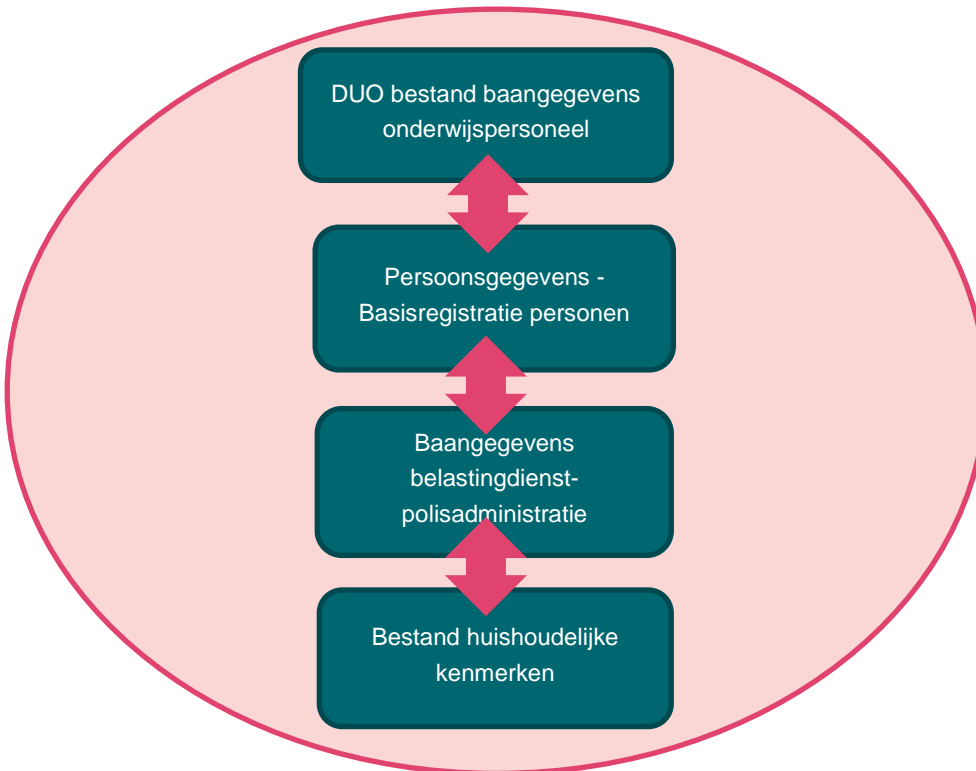 DUO bestand baangegevens
onderwijspersoneel
Persoonsgegevens -
Basisregistratie personen
Baangegevens
belastingdienst-
polisadministratie
Bestand huishoudelijke
kenmerken